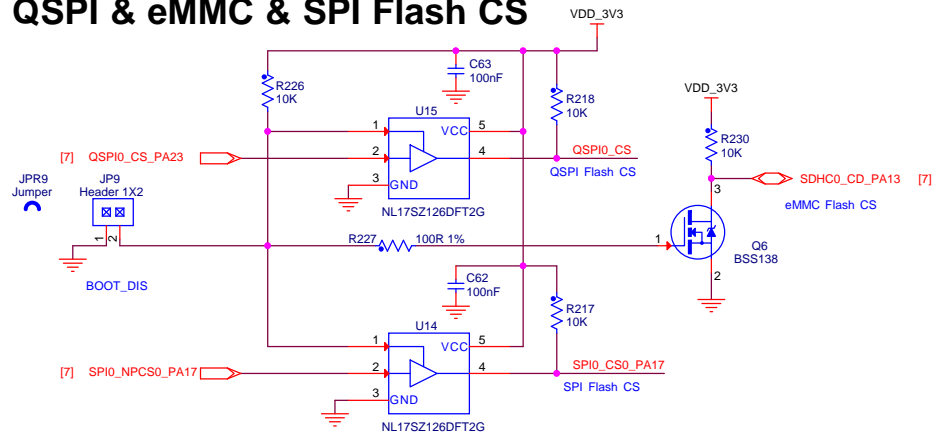 QSPI & eMMC & SPI Flash CS
VDD_3V3
C63
100nF
R226
10K
U15
R218
10K
VDD_3V3
1
VCC
5
R230
10K
[7]
QSPI0_CS_PA23
2
4
QSPI0_CS
QSPI Flash CS
3
GND
NL17SZ126DFT2G
SDHC0_CD_PA13
[7]
3
eMMC Flash CS
JPR9
Jumper
JP9
Header 1X2
1
2
BOOT_DIS
R227
100R 1%
1
Q6
BSS138
2
C62
100nF
R217
10K
U14
1
VCC
5
[7]
SPI0_NPCS0_PA17
2
4
SPI0_CS0_PA17
SPI Flash CS
3
GND
NL17SZ126DFT2G